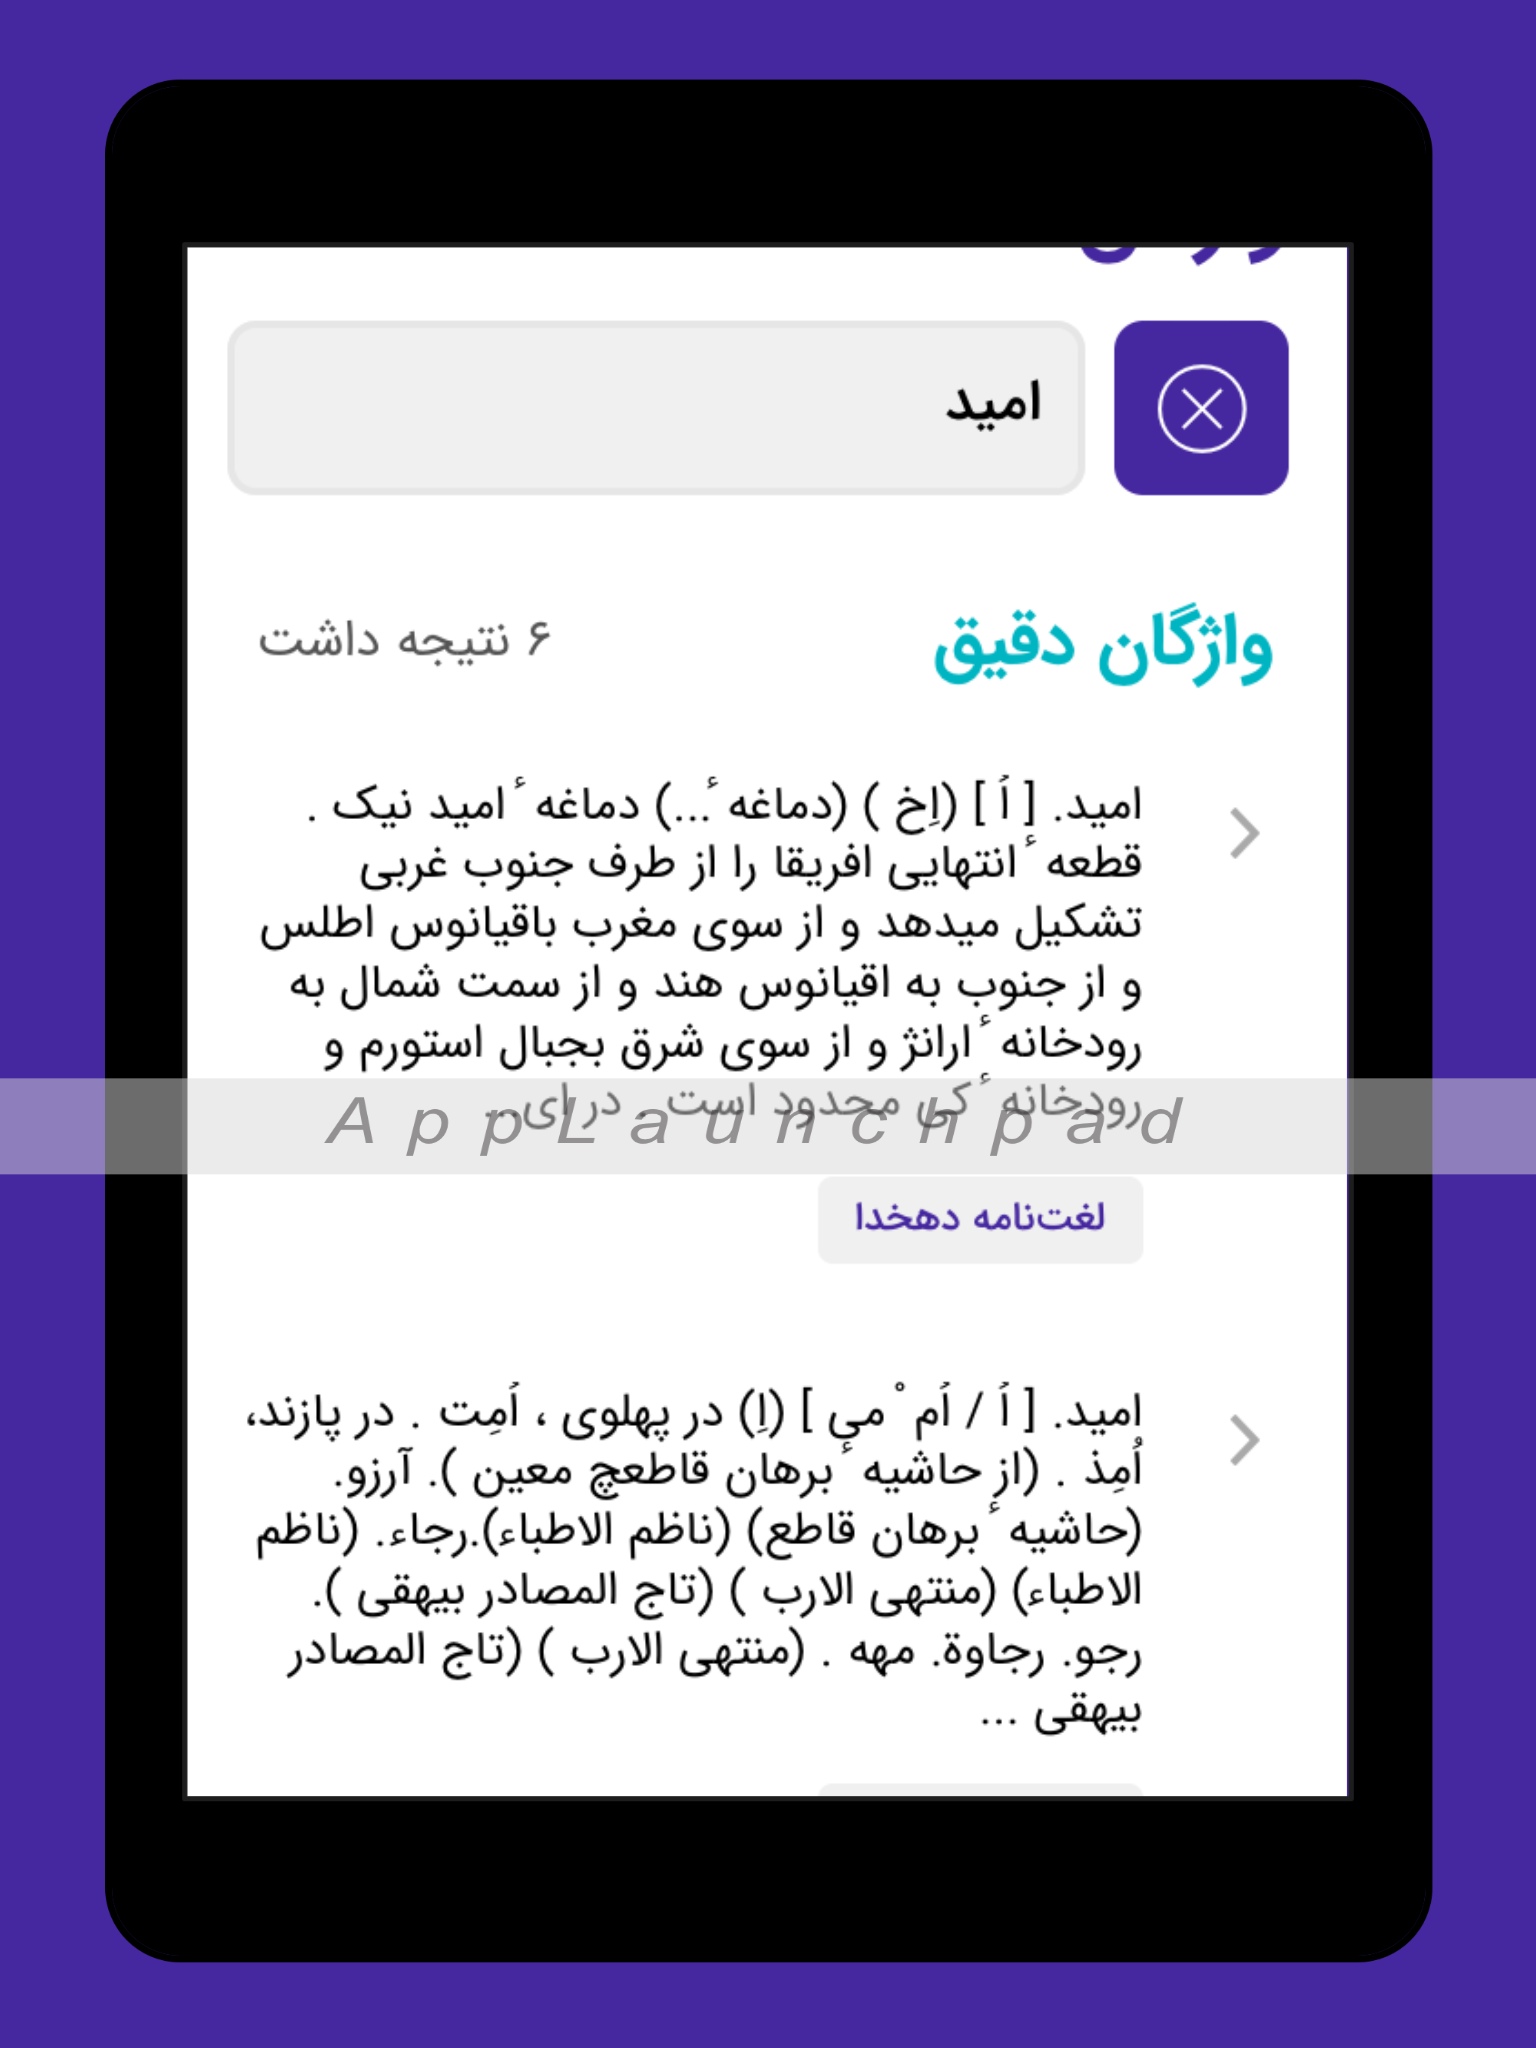 امید
واژگان دقیق
۶ نتیجه داشت
امید. [ اُ ] (اِخ ) (دماغه ٔ...) دماغه ٔ امید نیک .
قطعه ٔ انتهایی افریقا را از طرف جنوب غربی
تشکیل میدهد و از سوی مغرب باقیانوس اطلس
و از جنوب به اقیانوس هند و از سمت شمال به
رودخانه ٔ ارانژ و از سوی شرق بجبال استورم و
رودخانه ٔ کی محدود است . در ای...
AppLaunchpad
لغت‌نامه دهخدا
امید. [ اُ / اُم ْ می ] (اِ) در پهلوی ، اُمِت . در پازند،
اُمِذ . (از حاشیه ٔ برهان قاطعچ معین ). آرزو.
(حاشیه ٔ برهان قاطع) (ناظم الاطباء).رجاء. (ناظم
الاطباء) (منتهی الارب ) (تاج المصادر بیهقی ).
رجو. رجاوة. مهه . (منتهی الارب ) (تاج المصادر
بیهقی ...